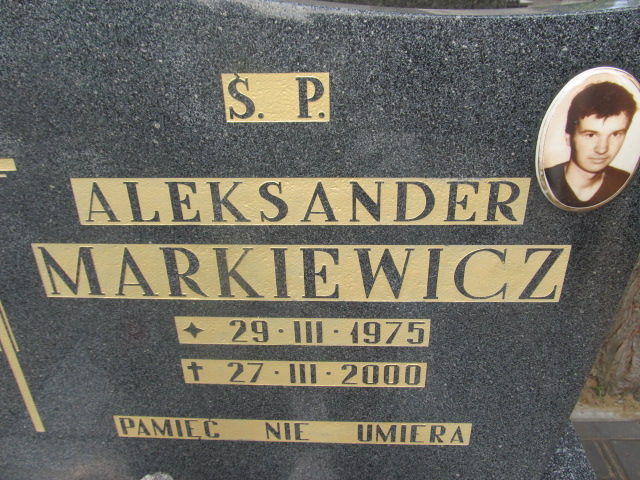 Ś. P.
ALEKSANDER
MARKIEWICZ
✦ 29 · III · 1975
† 27 · III · 2000
PAMIĘĆ NIE UMIERA